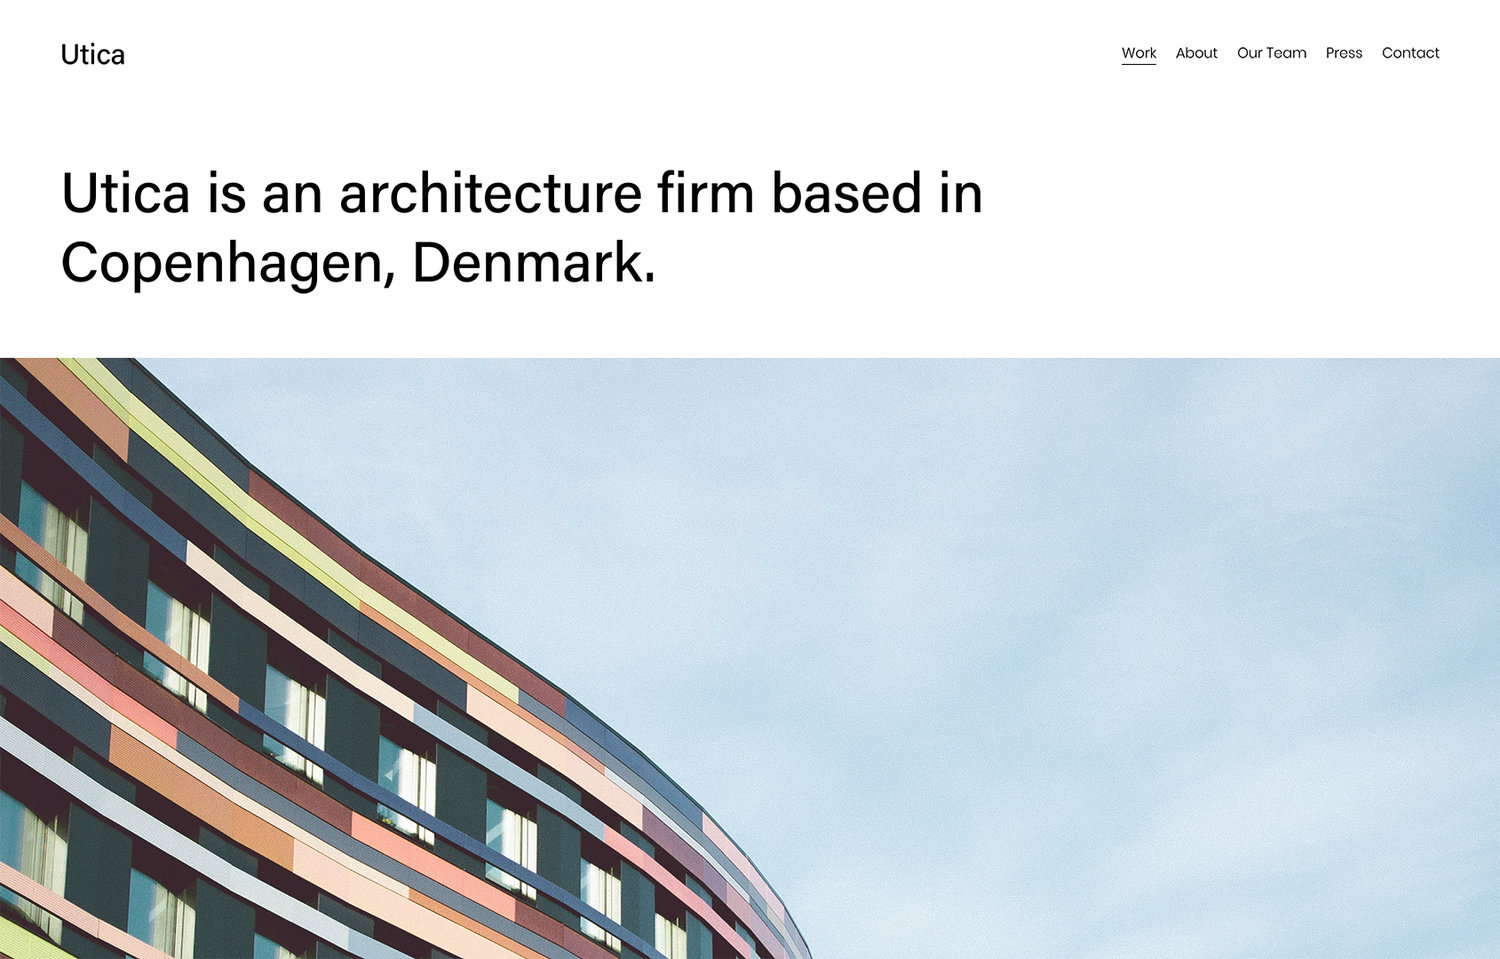 Utica
Work About Our Team Press Contact
Utica is an architecture firm based in
Copenhagen, Denmark.